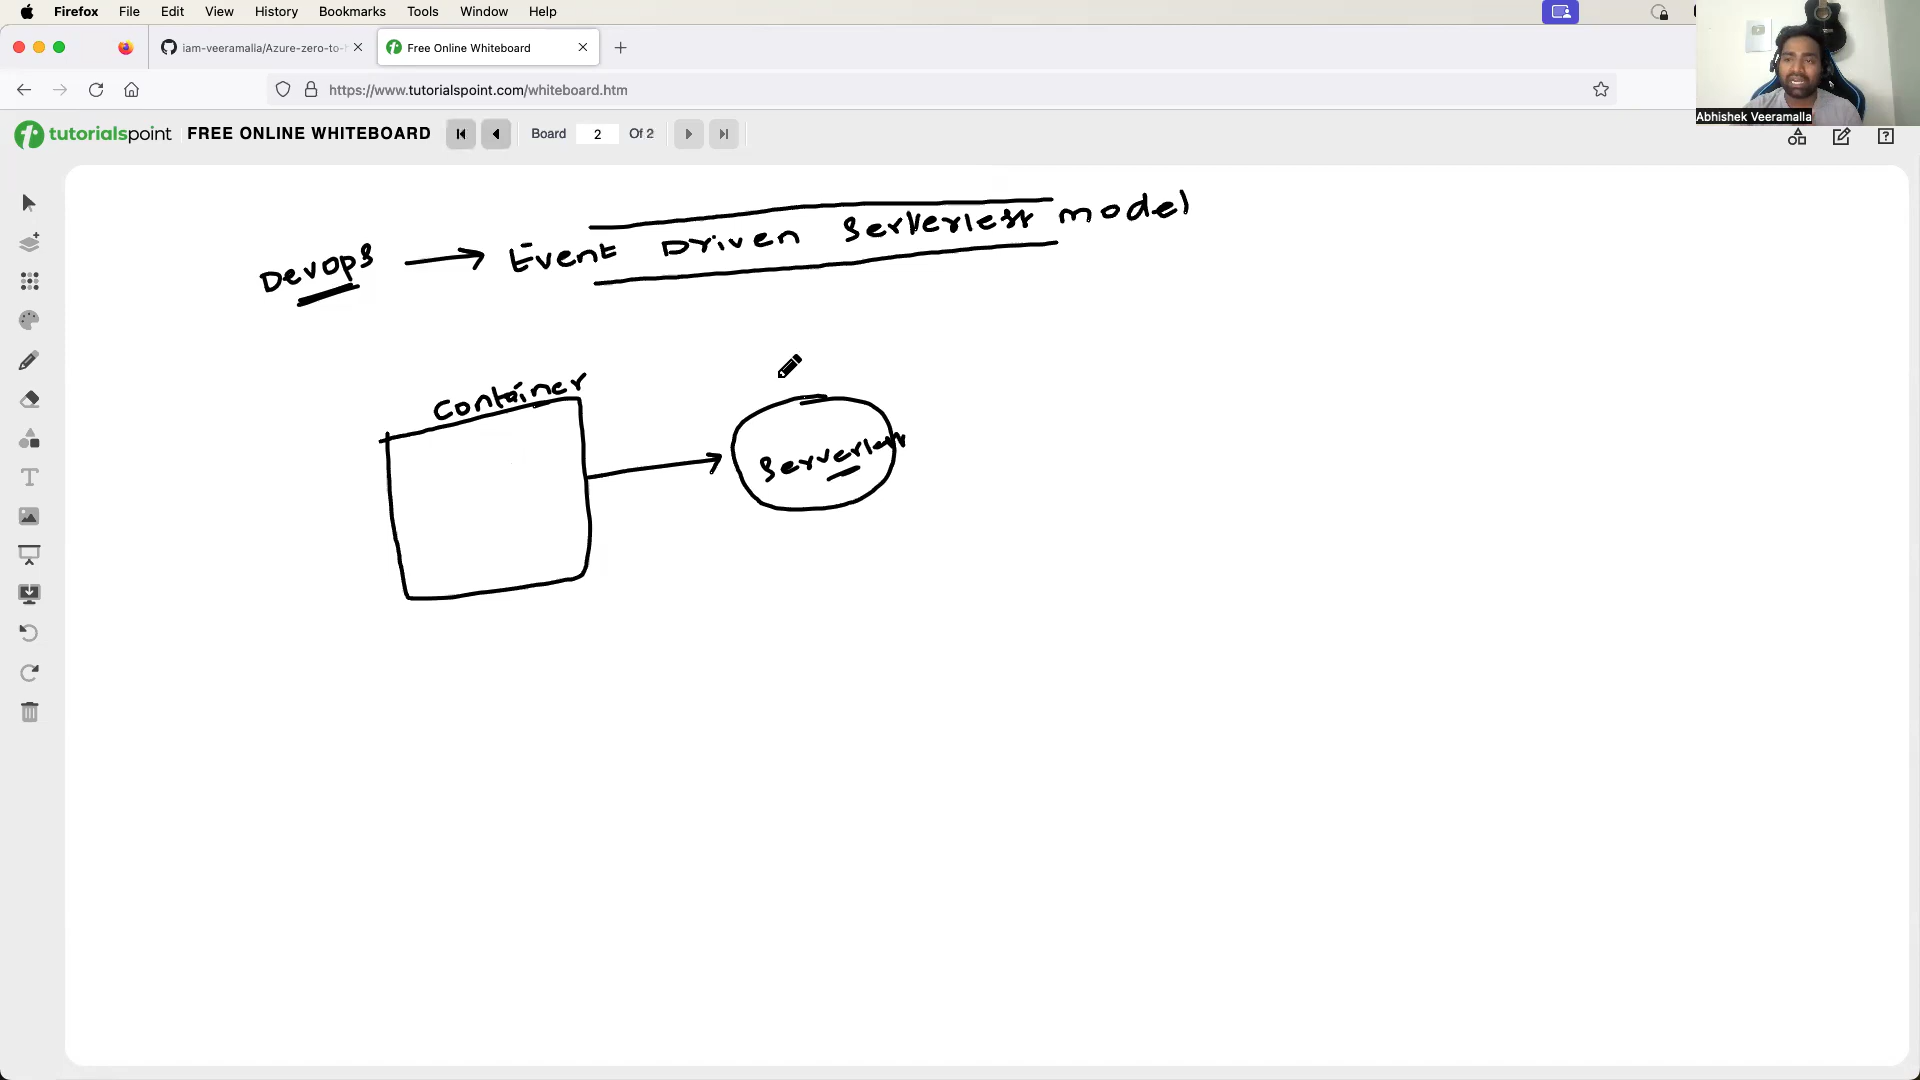 Firefox File Edit View History Bookmarks Tools Window Help
iam-veeramalla/Azure-zero-to- Free Online Whiteboard
https://www.tutorialspoint.com/whiteboard.htm
Abhishek Veeramalla
tutorialspoint FREE ONLINE WHITEBOARD Board 2 Of 2
Devops → Event Driven Serverless model
Container
Serverless